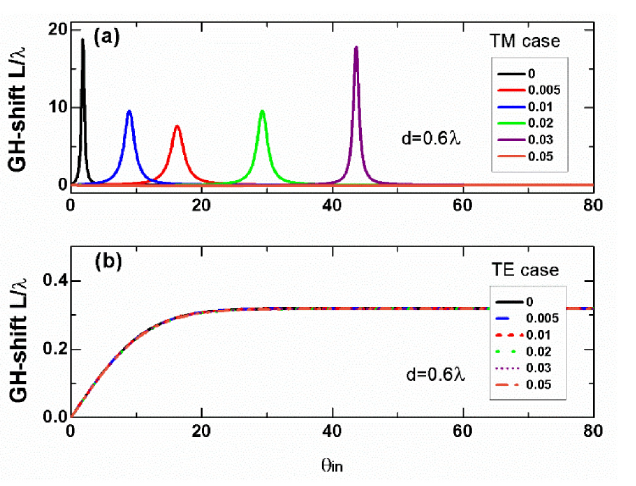 (a)
TM case
GH-shift L/λ
20
10
0
0
0.005
0.01
0.02
0.03
0.05
d=0.6λ
0 20 40 60 80
(b)
TE case
GH-shift L/λ
0.4
0.2
0.0
0
0.005
0.01
0.02
0.03
0.05
d=0.6λ
0 20 40 60 80
θin